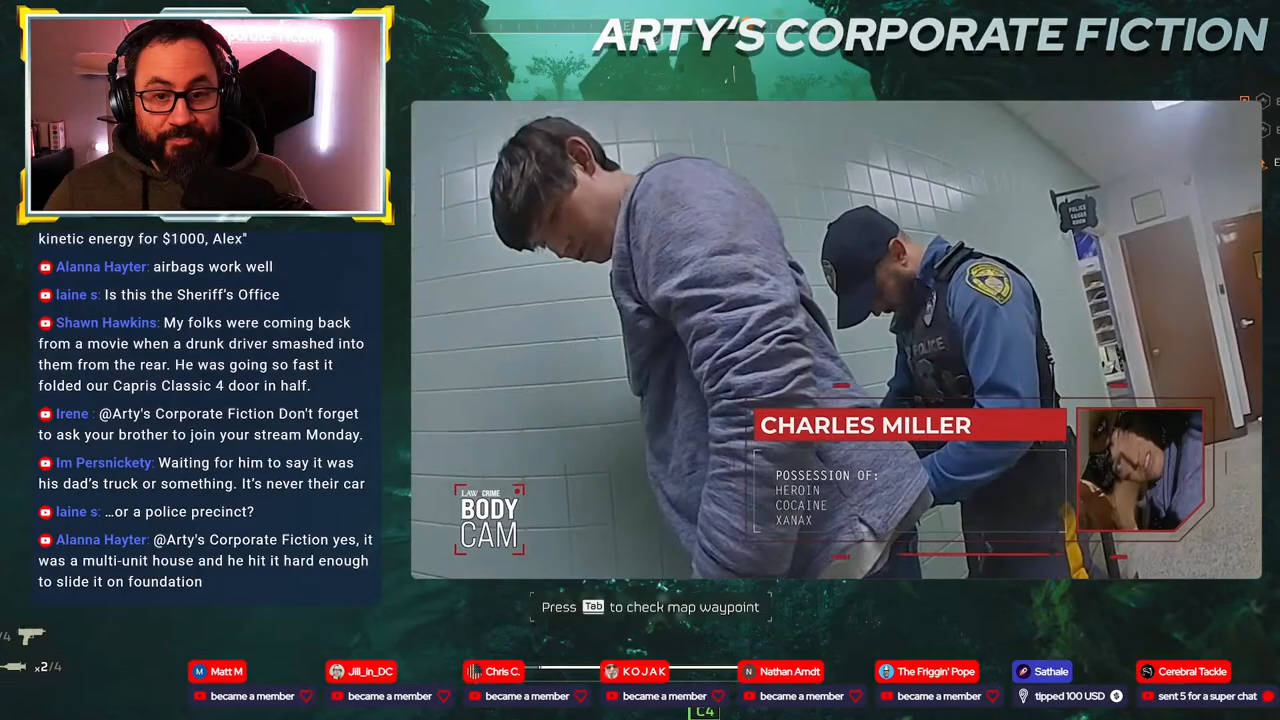 ARTY'S CORPORATE FICTION
kinetic energy for $1000, Alex"
Alanna Hayter: airbags work well
laine s: Is this the Sheriff's Office
Shawn Hawkins: My folks were coming back
from a movie when a drunk driver smashed into
them from the rear. He was going so fast it
folded our Capris Classic 4 door in half.
Irene : @Arty's Corporate Fiction Don't forget
to ask your brother to join your stream Monday.
Im Persnickety: Waiting for him to say it was
his dad's truck or something. It's never their car
laine s: …or a police precinct?
Alanna Hayter: @Arty's Corporate Fiction yes, it
was a multi-unit house and he hit it hard enough
to slide it on foundation
POLICE
SQUAD
ROOM
POLICE
CHARLES MILLER
POSSESSION OF:
HEROIN
COCAINE
XANAX
LAW & CRIME
BODY
CAM
Press Tab to check map waypoint
/4
x2/4
M Matt M
became a member
Jill_in_DC
became a member
Chris C.
became a member
K O J A K
became a member
N Nathan Arndt
became a member
The Friggin' Pope
became a member
Sathale
tipped 100 USD
Cerebral Tackle
sent 5 for a super chat
C4